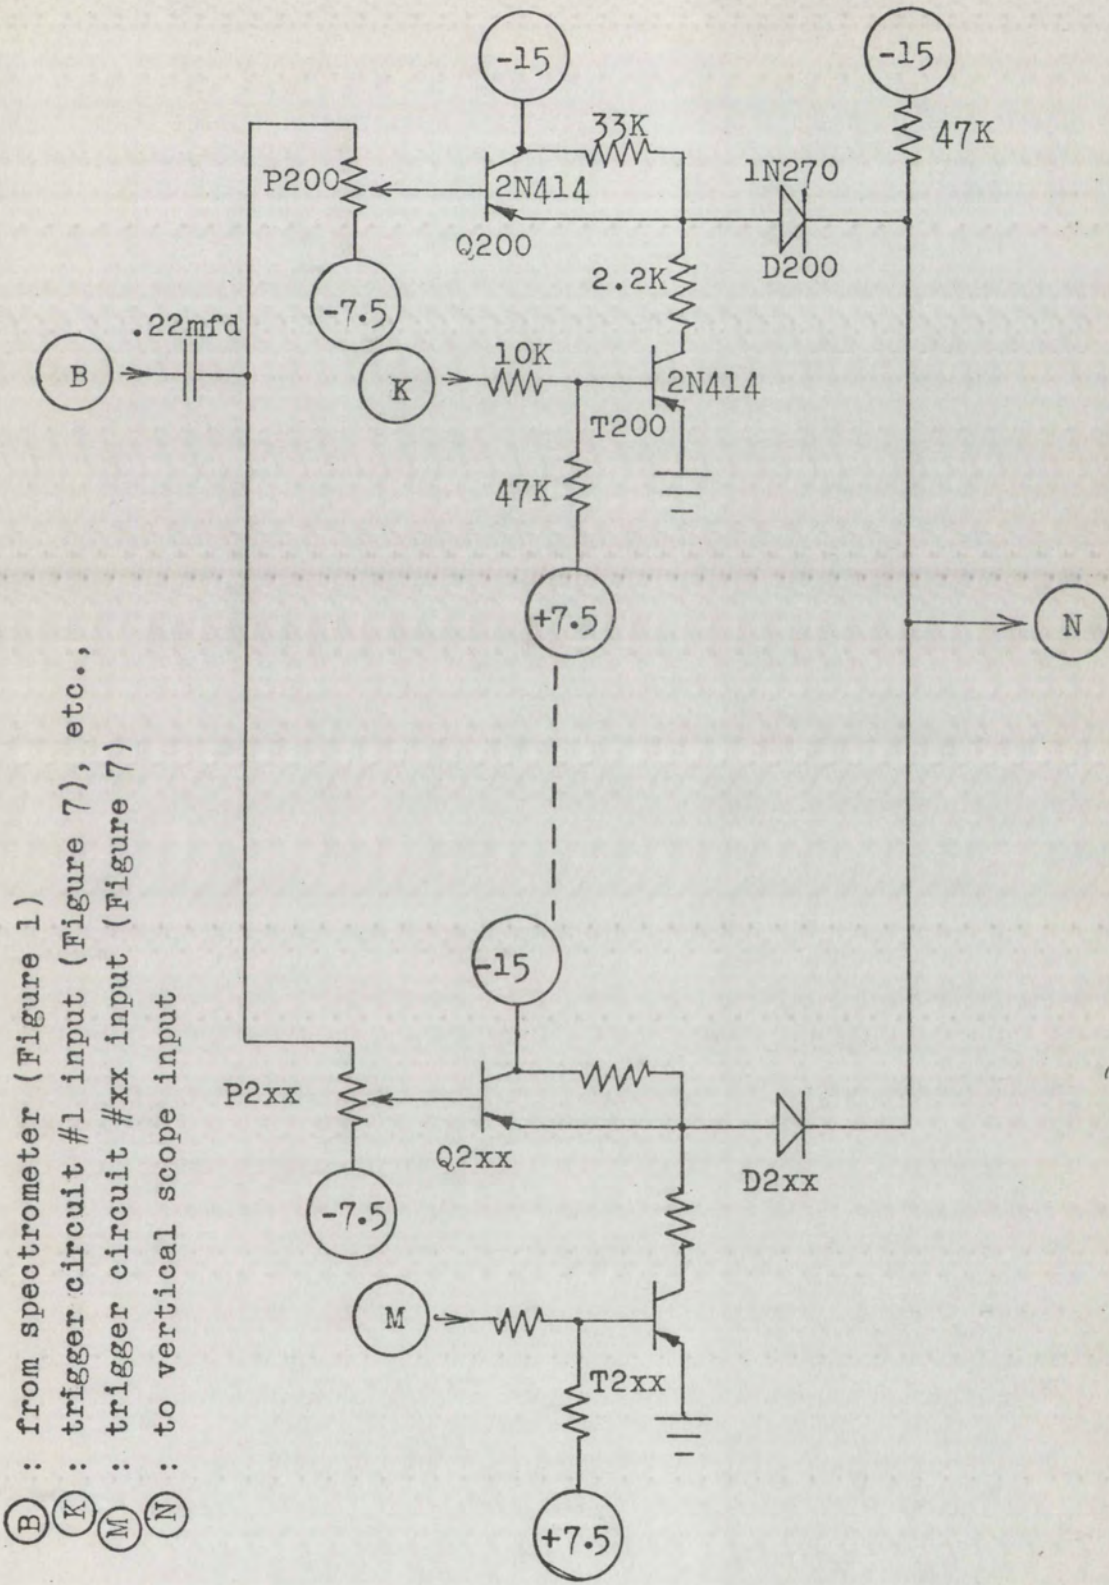 -15
-15
33K
47K
P200
2N414
1N270
Q200
D200
-7.5
2.2K
.22mfd
B
K
10K
2N414
T200
47K
+7.5
N
-15
P2xx
Q2xx
D2xx
-7.5
M
T2xx
+7.5
B : from spectrometer (Figure 1)
K : trigger circuit #1 input (Figure 7), etc.,
M : trigger circuit #xx input (Figure 7)
N : to vertical scope input